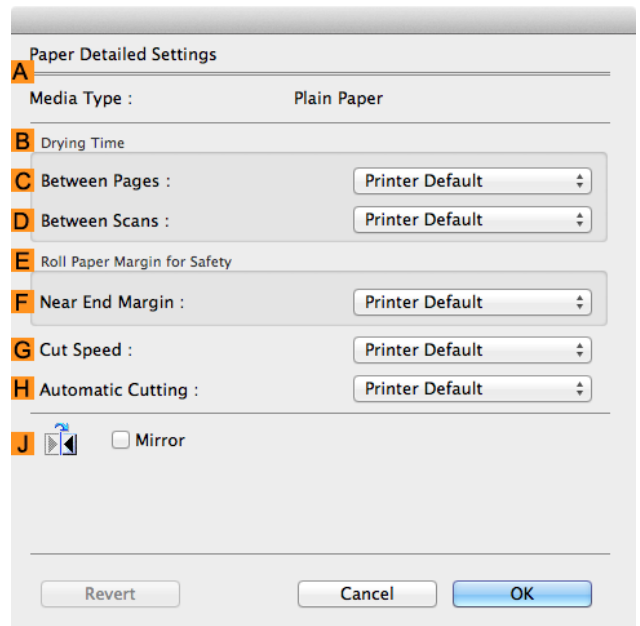 Paper Detailed Settings
A
Media Type : Plain Paper
B Drying Time
C Between Pages : Printer Default
D Between Scans : Printer Default
E Roll Paper Margin for Safety
F Near End Margin : Printer Default
G Cut Speed : Printer Default
H Automatic Cutting : Printer Default
J Mirror
Revert Cancel OK